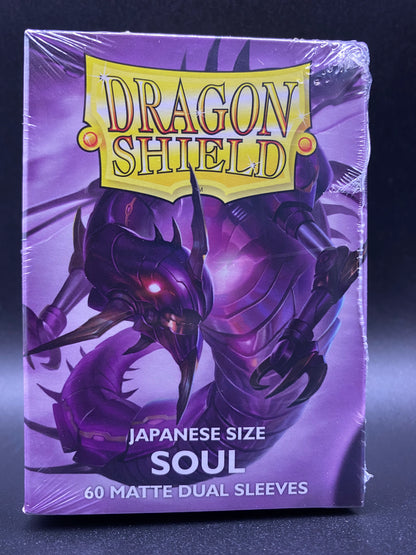 DRAGON
SHIELD
JAPANESE SIZE
SOUL
60 MATTE DUAL SLEEVES